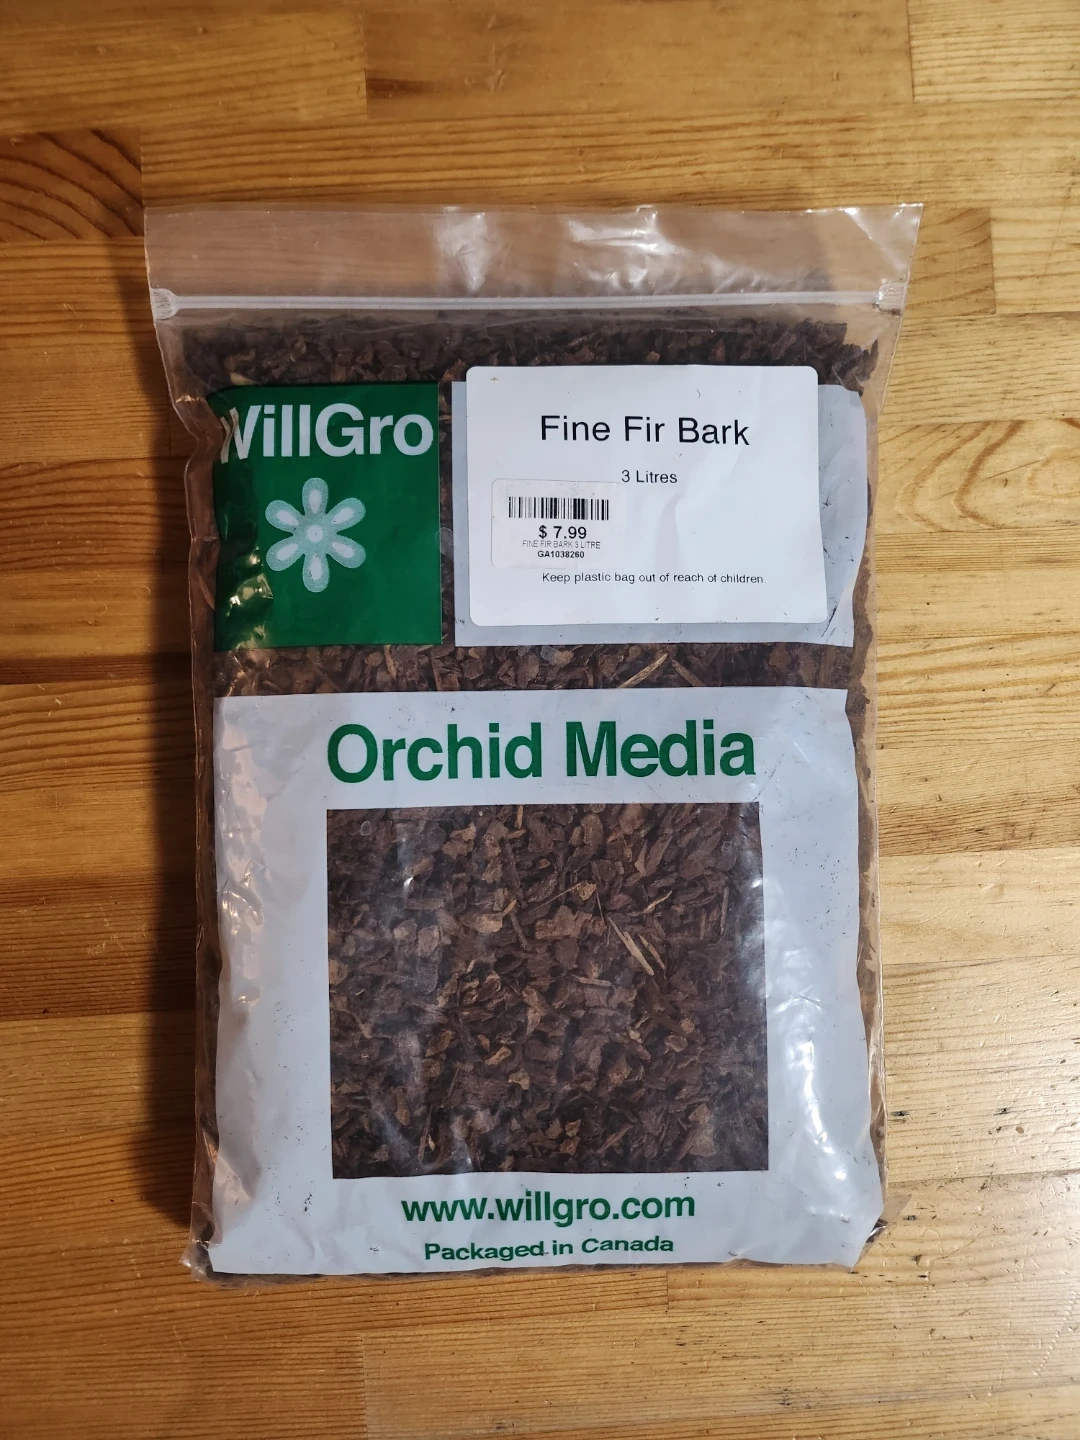 WillGro
Fine Fir Bark
3 Litres
$ 7.99
FINE FIR BARK 3 LITRE
GA1038260
Keep plastic bag out of reach of children
Orchid Media
www.willgro.com
Packaged in Canada